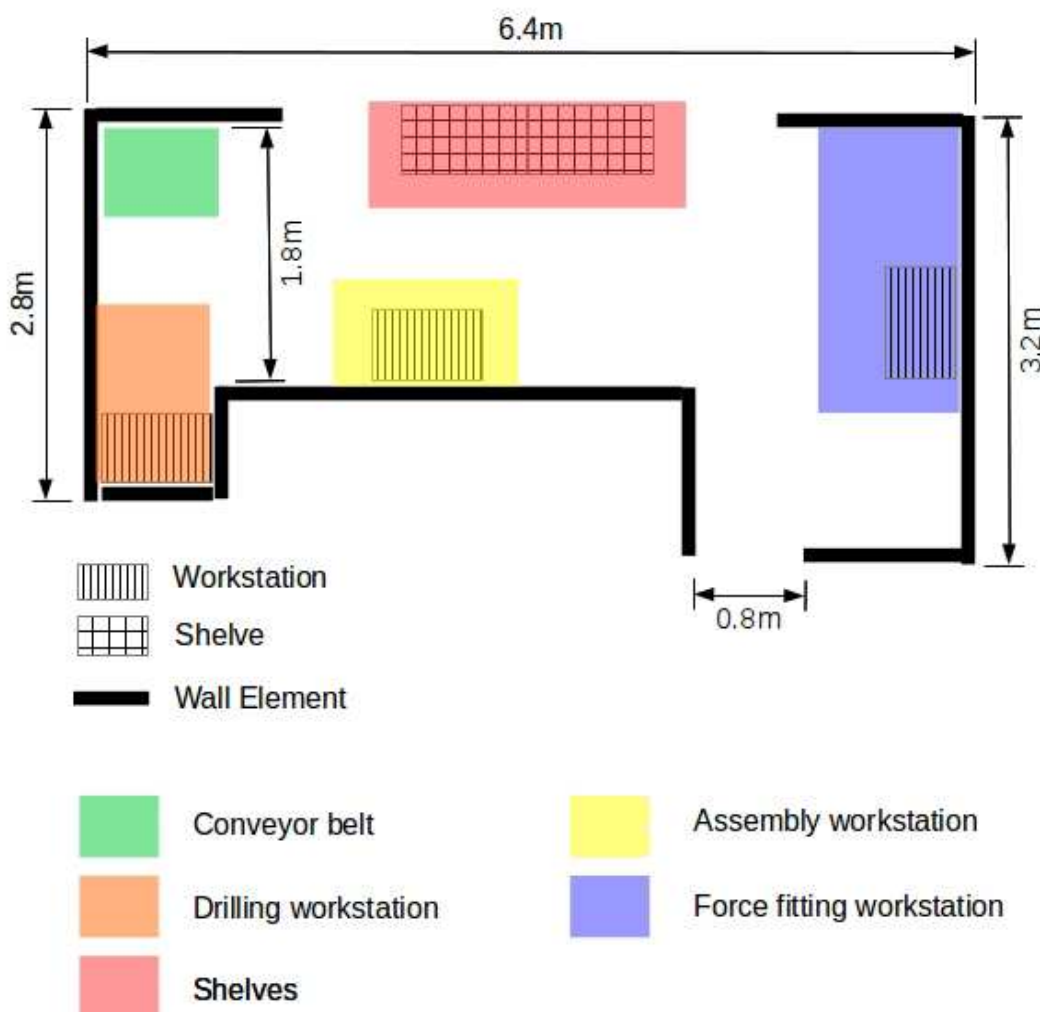 6.4m
2.8m
1.8m
3.2m
0.8m
Workstation
Shelve
Wall Element
Conveyor belt
Assembly workstation
Drilling workstation
Force fitting workstation
Shelves